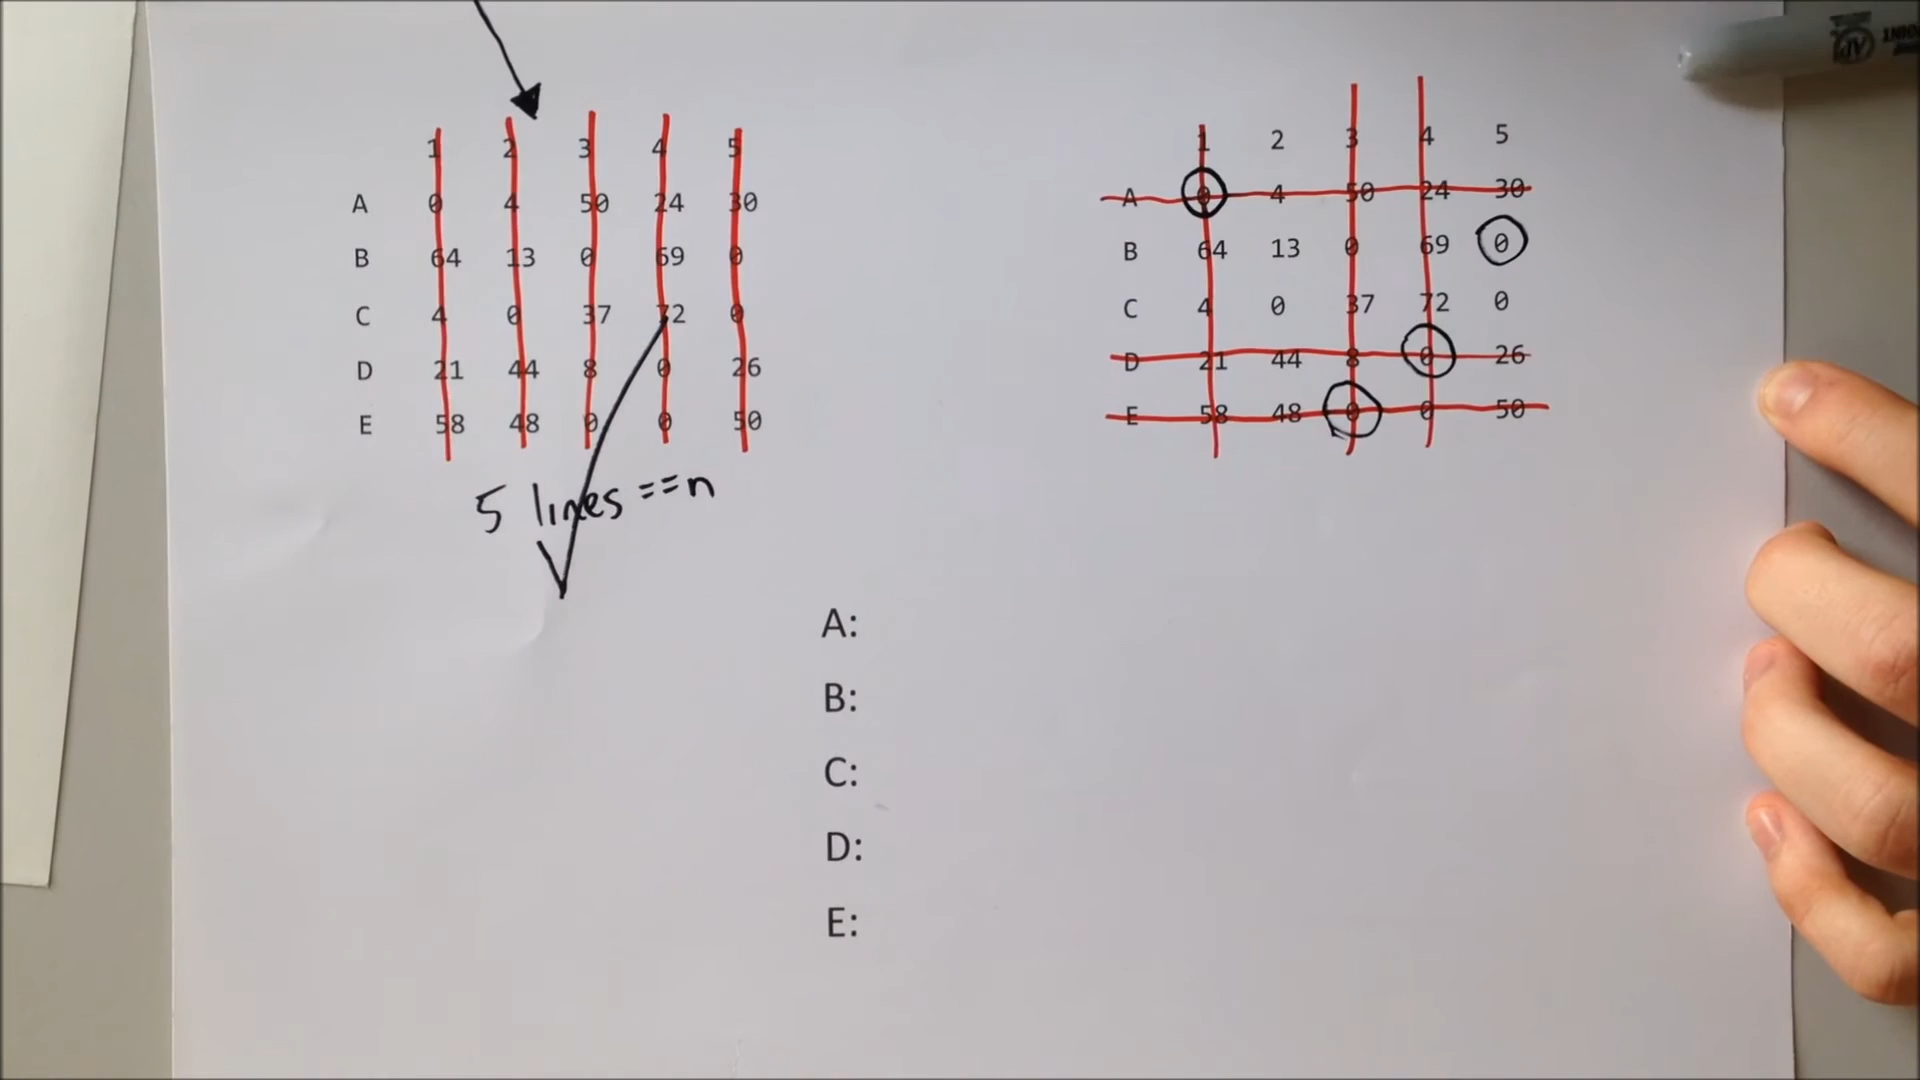 1 2 3 4 5
A 0 4 50 24 30
B 64 13 0 69 0
C 4 0 37 72 0
D 21 44 8 0 26
E 58 48 0 0 50
5 lines == n
1 2 3 4 5
A 0 4 50 24 30
B 64 13 0 69 0
C 4 0 37 72 0
D 21 44 8 0 26
E 58 48 0 0 50
A:
B:
C:
D:
E:
AP
POINT